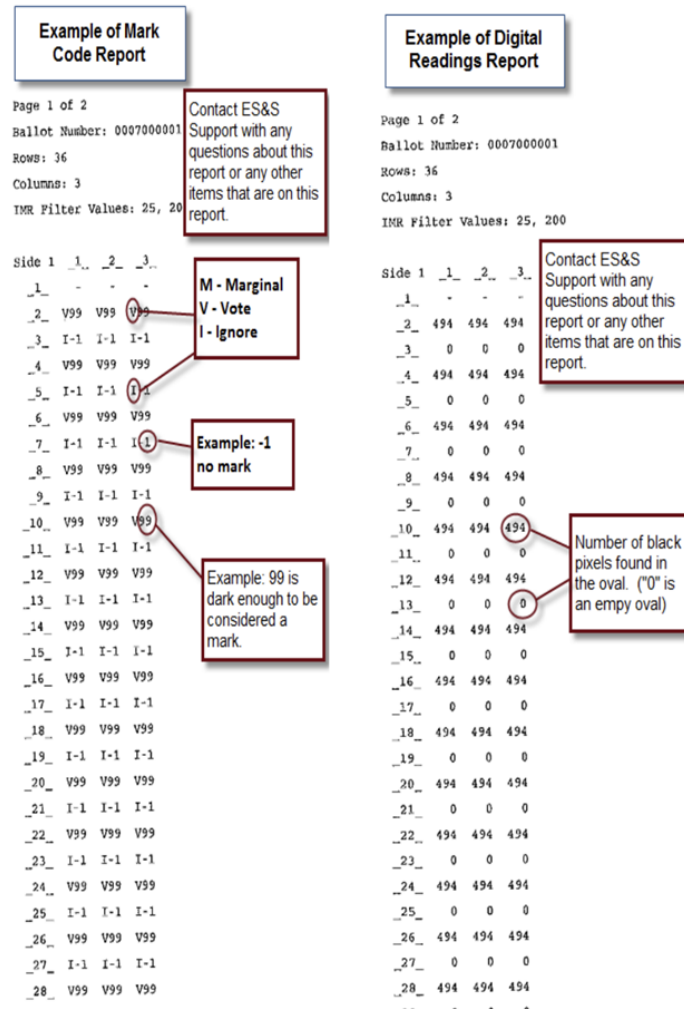 Example of Mark
Code Report
Page 1 of 2
Ballot Number: 0007000001
Rows: 36
Columns: 3
IMR Filter Values: 25, 20
Contact ES&S
Support with any
questions about this
report or any other
items that are on this
report.
Side 1 _1_ _2_ _3_
_1_ - - -
_2_ V99 V99 V99
_3_ I-1 I-1 I-1
_4_ V99 V99 V99
_5_ I-1 I-1 I-1
_6_ V99 V99 V99
_7_ I-1 I-1 I-1
_8_ V99 V99 V99
_9_ I-1 I-1 I-1
_10_ V99 V99 V99
_11_ I-1 I-1 I-1
_12_ V99 V99 V99
_13_ I-1 I-1 I-1
_14_ V99 V99 V99
_15_ I-1 I-1 I-1
_16_ V99 V99 V99
_17_ I-1 I-1 I-1
_18_ V99 V99 V99
_19_ I-1 I-1 I-1
_20_ V99 V99 V99
_21_ I-1 I-1 I-1
_22_ V99 V99 V99
_23_ I-1 I-1 I-1
_24_ V99 V99 V99
_25_ I-1 I-1 I-1
_26_ V99 V99 V99
_27_ I-1 I-1 I-1
_28_ V99 V99 V99
M - Marginal
V - Vote
I - Ignore
Example: -1
no mark
Example: 99 is
dark enough to be
considered a
mark.
Example of Digital
Readings Report
Page 1 of 2
Ballot Number: 0007000001
Rows: 36
Columns: 3
IMR Filter Values: 25, 200
Contact ES&S
Support with any
questions about this
report or any other
items that are on this
report.
Side 1 _1_ _2_ _3_
_1_ - - -
_2_ 494 494 494
_3_ 0 0 0
_4_ 494 494 494
_5_ 0 0 0
_6_ 494 494 494
_7_ 0 0 0
_8_ 494 494 494
_9_ 0 0 0
_10_ 494 494 494
_11_ 0 0 0
_12_ 494 494 494
_13_ 0 0 0
_14_ 494 494 494
_15_ 0 0 0
_16_ 494 494 494
_17_ 0 0 0
_18_ 494 494 494
_19_ 0 0 0
_20_ 494 494 494
_21_ 0 0 0
_22_ 494 494 494
_23_ 0 0 0
_24_ 494 494 494
_25_ 0 0 0
_26_ 494 494 494
_27_ 0 0 0
_28_ 494 494 494
Number of black
pixels found in
the oval. ("0" is
an empy oval)